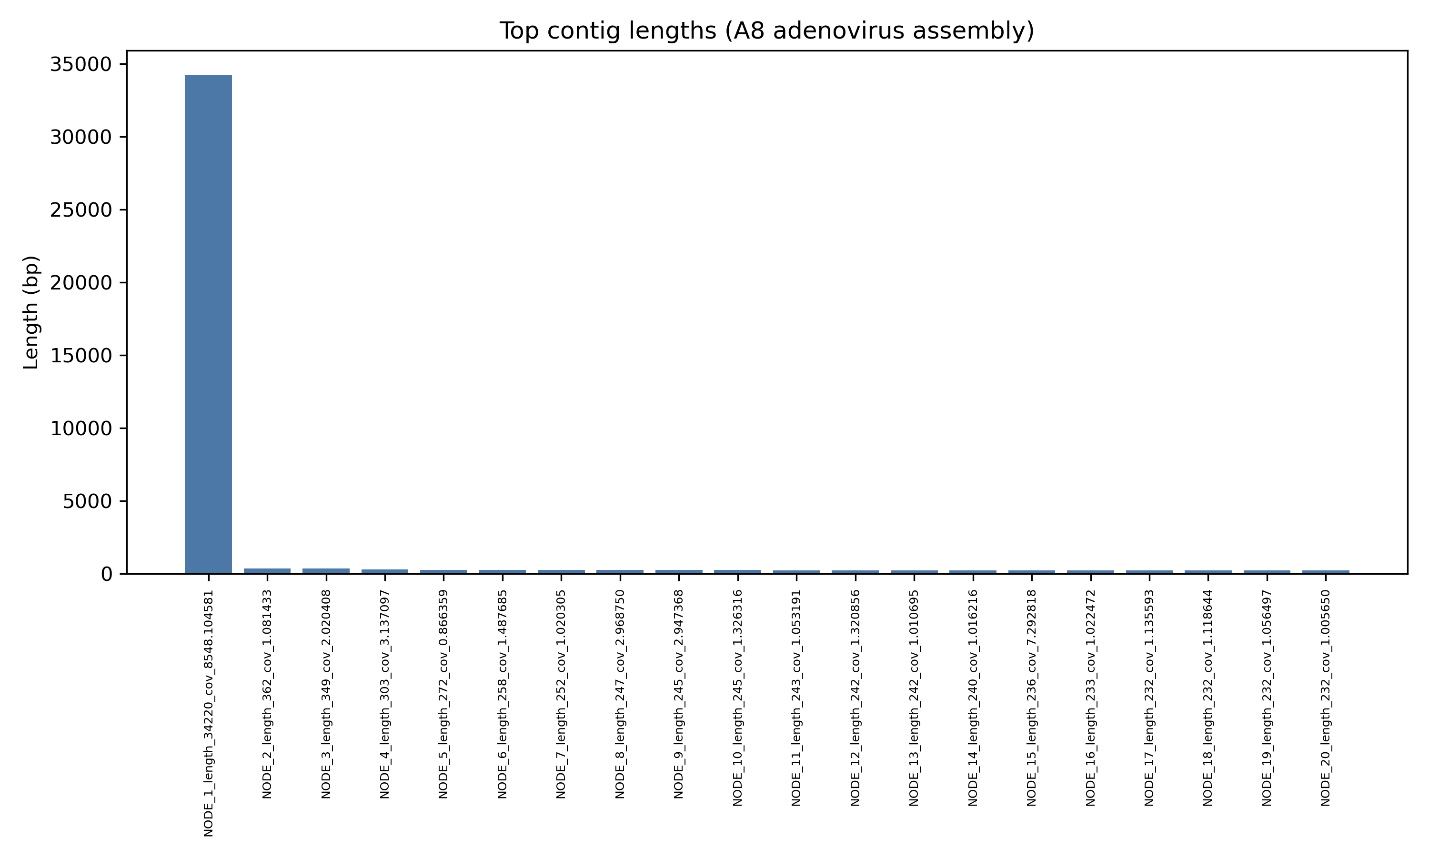 Top contig lengths (A8 adenovirus assembly)
Length (bp)
35000
30000
25000
20000
15000
10000
5000
0
NODE_1_length_34220_cov_8548.104581
NODE_2_length_362_cov_1.081433
NODE_3_length_349_cov_2.020408
NODE_4_length_303_cov_3.137097
NODE_5_length_272_cov_0.866359
NODE_6_length_258_cov_1.487685
NODE_7_length_252_cov_1.020305
NODE_8_length_247_cov_2.968750
NODE_9_length_245_cov_2.947368
NODE_10_length_245_cov_1.326316
NODE_11_length_243_cov_1.053191
NODE_12_length_242_cov_1.320856
NODE_13_length_242_cov_1.010695
NODE_14_length_240_cov_1.016216
NODE_15_length_236_cov_7.292818
NODE_16_length_233_cov_1.022472
NODE_17_length_232_cov_1.135593
NODE_18_length_232_cov_1.118644
NODE_19_length_232_cov_1.056497
NODE_20_length_232_cov_1.005650